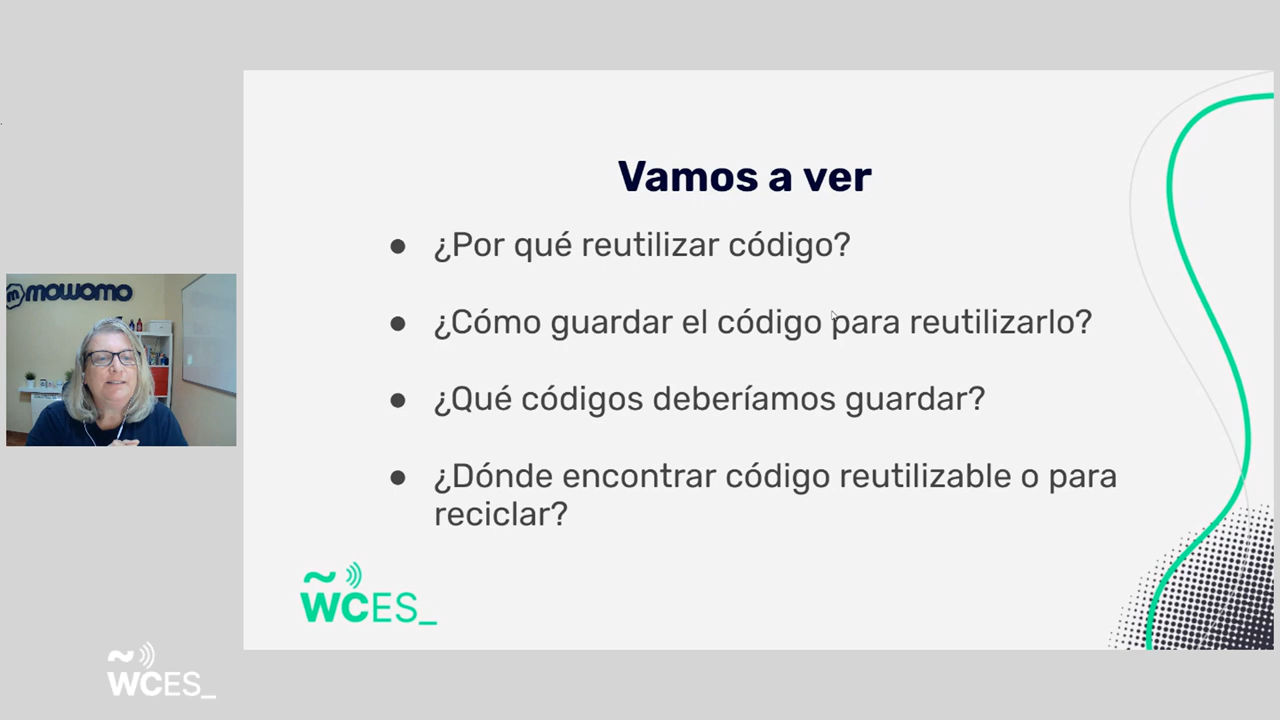 Vamos a ver
● ¿Por qué reutilizar código?
● ¿Cómo guardar el código para reutilizarlo?
● ¿Qué códigos deberíamos guardar?
● ¿Dónde encontrar código reutilizable o para
reciclar?
mowomo
WCES_
WCES_